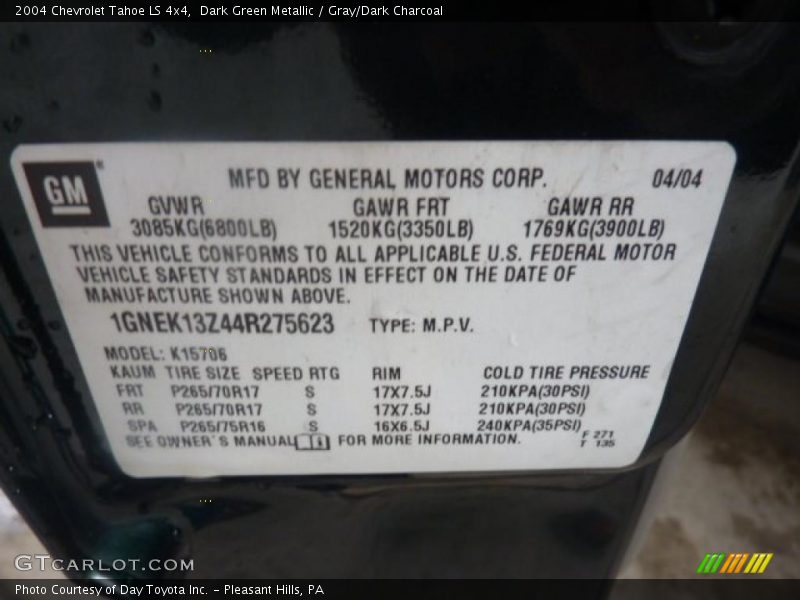 2004 Chevrolet Tahoe LS 4x4, Dark Green Metallic / Gray/Dark Charcoal
GM
MFD BY GENERAL MOTORS CORP. 04/04
GVWR GAWR FRT GAWR RR
3085KG(6800LB) 1520KG(3350LB) 1769KG(3900LB)
THIS VEHICLE CONFORMS TO ALL APPLICABLE U.S. FEDERAL MOTOR
VEHICLE SAFETY STANDARDS IN EFFECT ON THE DATE OF
MANUFACTURE SHOWN ABOVE.
1GNEK13Z44R275623 TYPE: M.P.V.
MODEL: K15706
KAUM TIRE SIZE SPEED RTG RIM COLD TIRE PRESSURE
FRT P265/70R17 S 17X7.5J 210KPA(30PSI)
RR P265/70R17 S 17X7.5J 210KPA(30PSI)
SPA P265/75R16 S 16X6.5J 240KPA(35PSI)
SEE OWNER'S MANUAL FOR MORE INFORMATION. F 271
T 135
GTCARLOT.COM
Photo Courtesy of Day Toyota Inc. - Pleasant Hills, PA